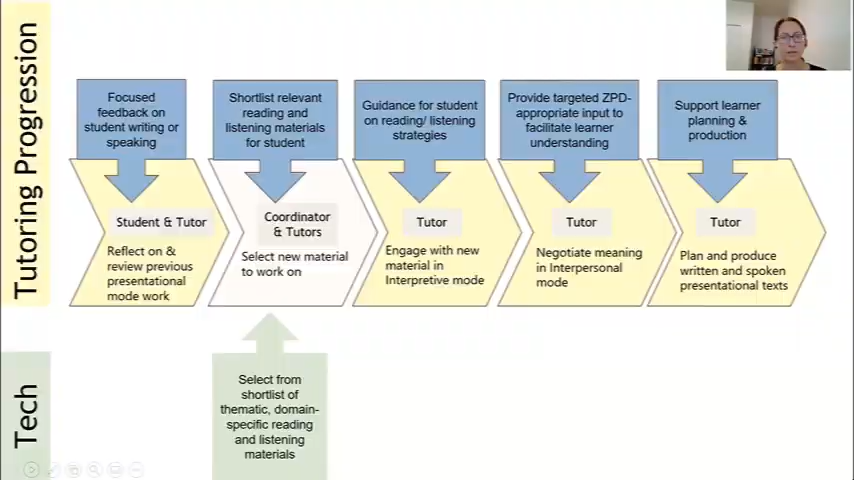 Tutoring Progression
Focused
feedback on
student writing or
speaking
Shortlist relevant
reading and
listening materials
for student
Guidance for student
on reading/ listening
strategies
Provide targeted ZPD-
appropriate input to
facilitate learner
understanding
Support learner
planning &
production
Student & Tutor
Reflect on &
review previous
presentational
mode work
Coordinator
& Tutors
Select new material
to work on
Tutor
Engage with new
material in
Interpretive mode
Tutor
Negotiate meaning
in Interpersonal
mode
Tutor
Plan and produce
written and spoken
presentational texts
Tech
Select from
shortlist of
thematic, domain-
specific reading
and listening
materials